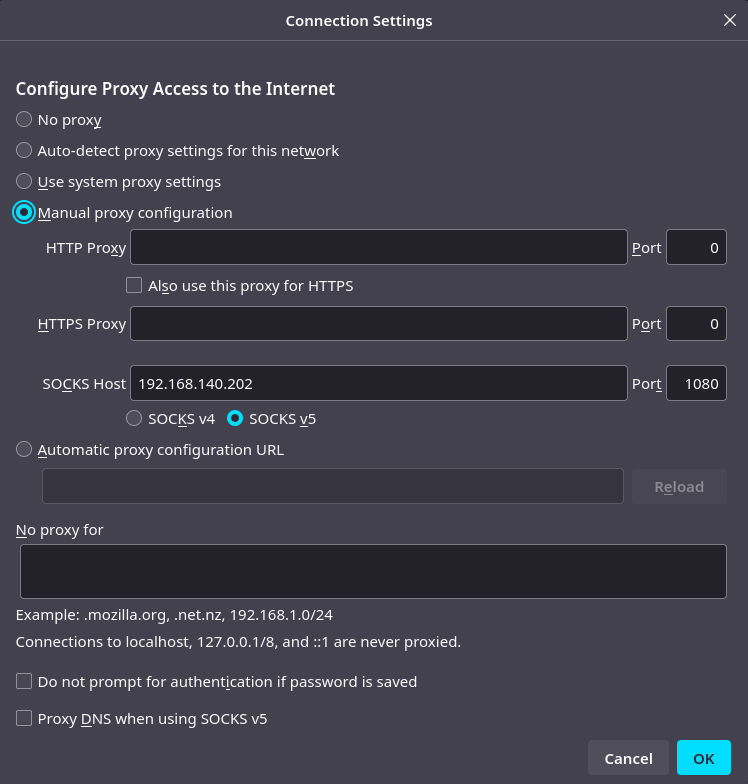 Connection Settings
Configure Proxy Access to the Internet
No proxy
Auto-detect proxy settings for this network
Use system proxy settings
Manual proxy configuration
HTTP Proxy Port 0
Also use this proxy for HTTPS
HTTPS Proxy Port 0
SOCKS Host 192.168.140.202 Port 1080
SOCKS v4 SOCKS v5
Automatic proxy configuration URL
Reload
No proxy for
Example: .mozilla.org, .net.nz, 192.168.1.0/24
Connections to localhost, 127.0.0.1/8, and ::1 are never proxied.
Do not prompt for authentication if password is saved
Proxy DNS when using SOCKS v5
Cancel OK